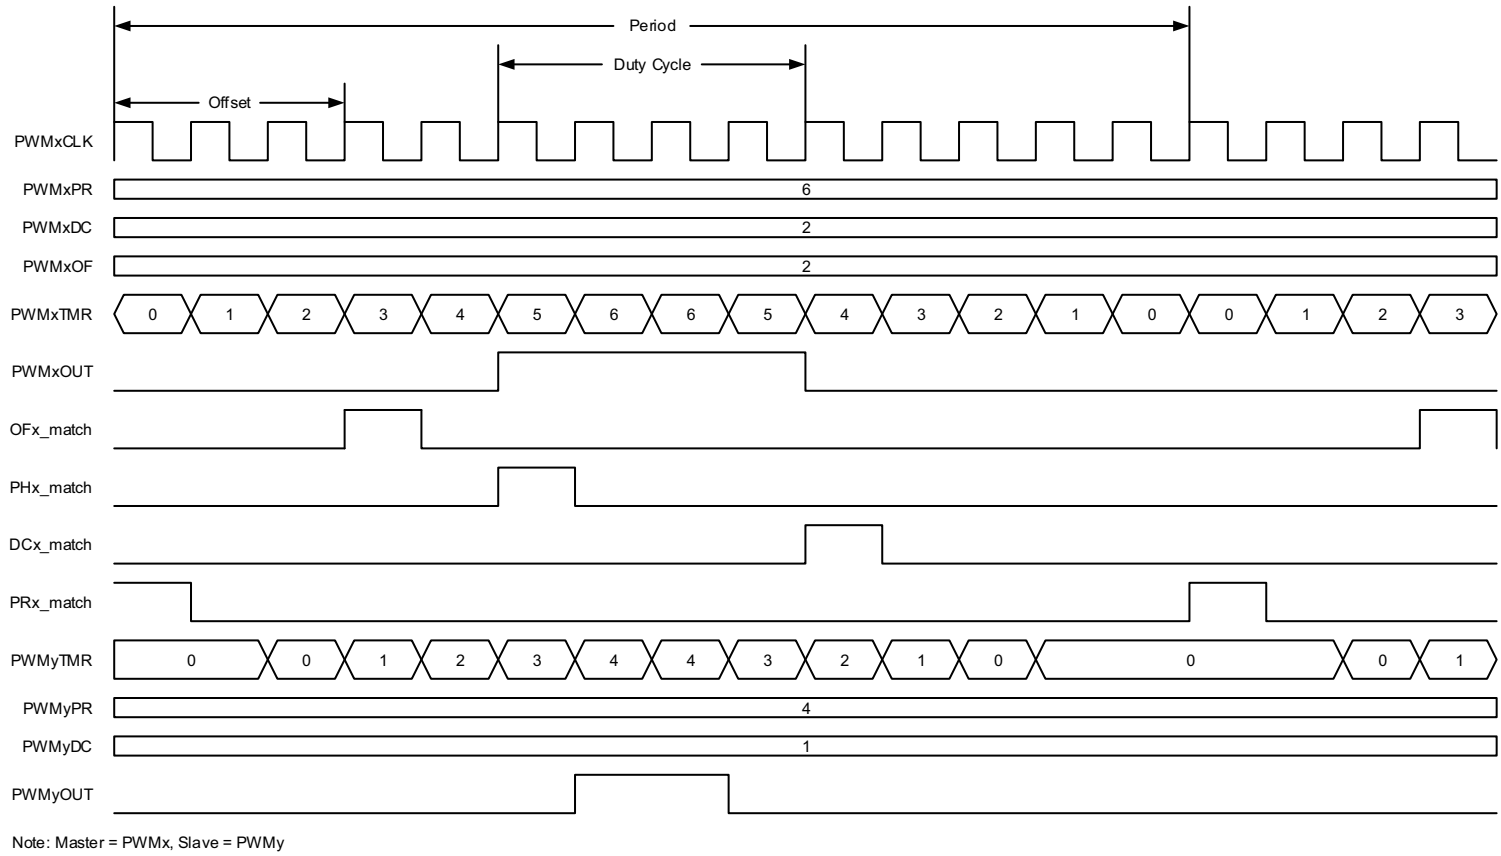 Period
Duty Cycle
Offset
PWMxCLK
PWMxPR 6
PWMxDC 2
PWMxOF 2
PWMxTMR 0 1 2 3 4 5 6 6 5 4 3 2 1 0 0 1 2 3
PWMxOUT
OFx_match
PHx_match
DCx_match
PRx_match
PWMyTMR 0 0 1 2 3 4 4 3 2 1 0 0 0 1
PWMyPR 4
PWMyDC 1
PWMyOUT
Note: Master = PWMx, Slave = PWMy